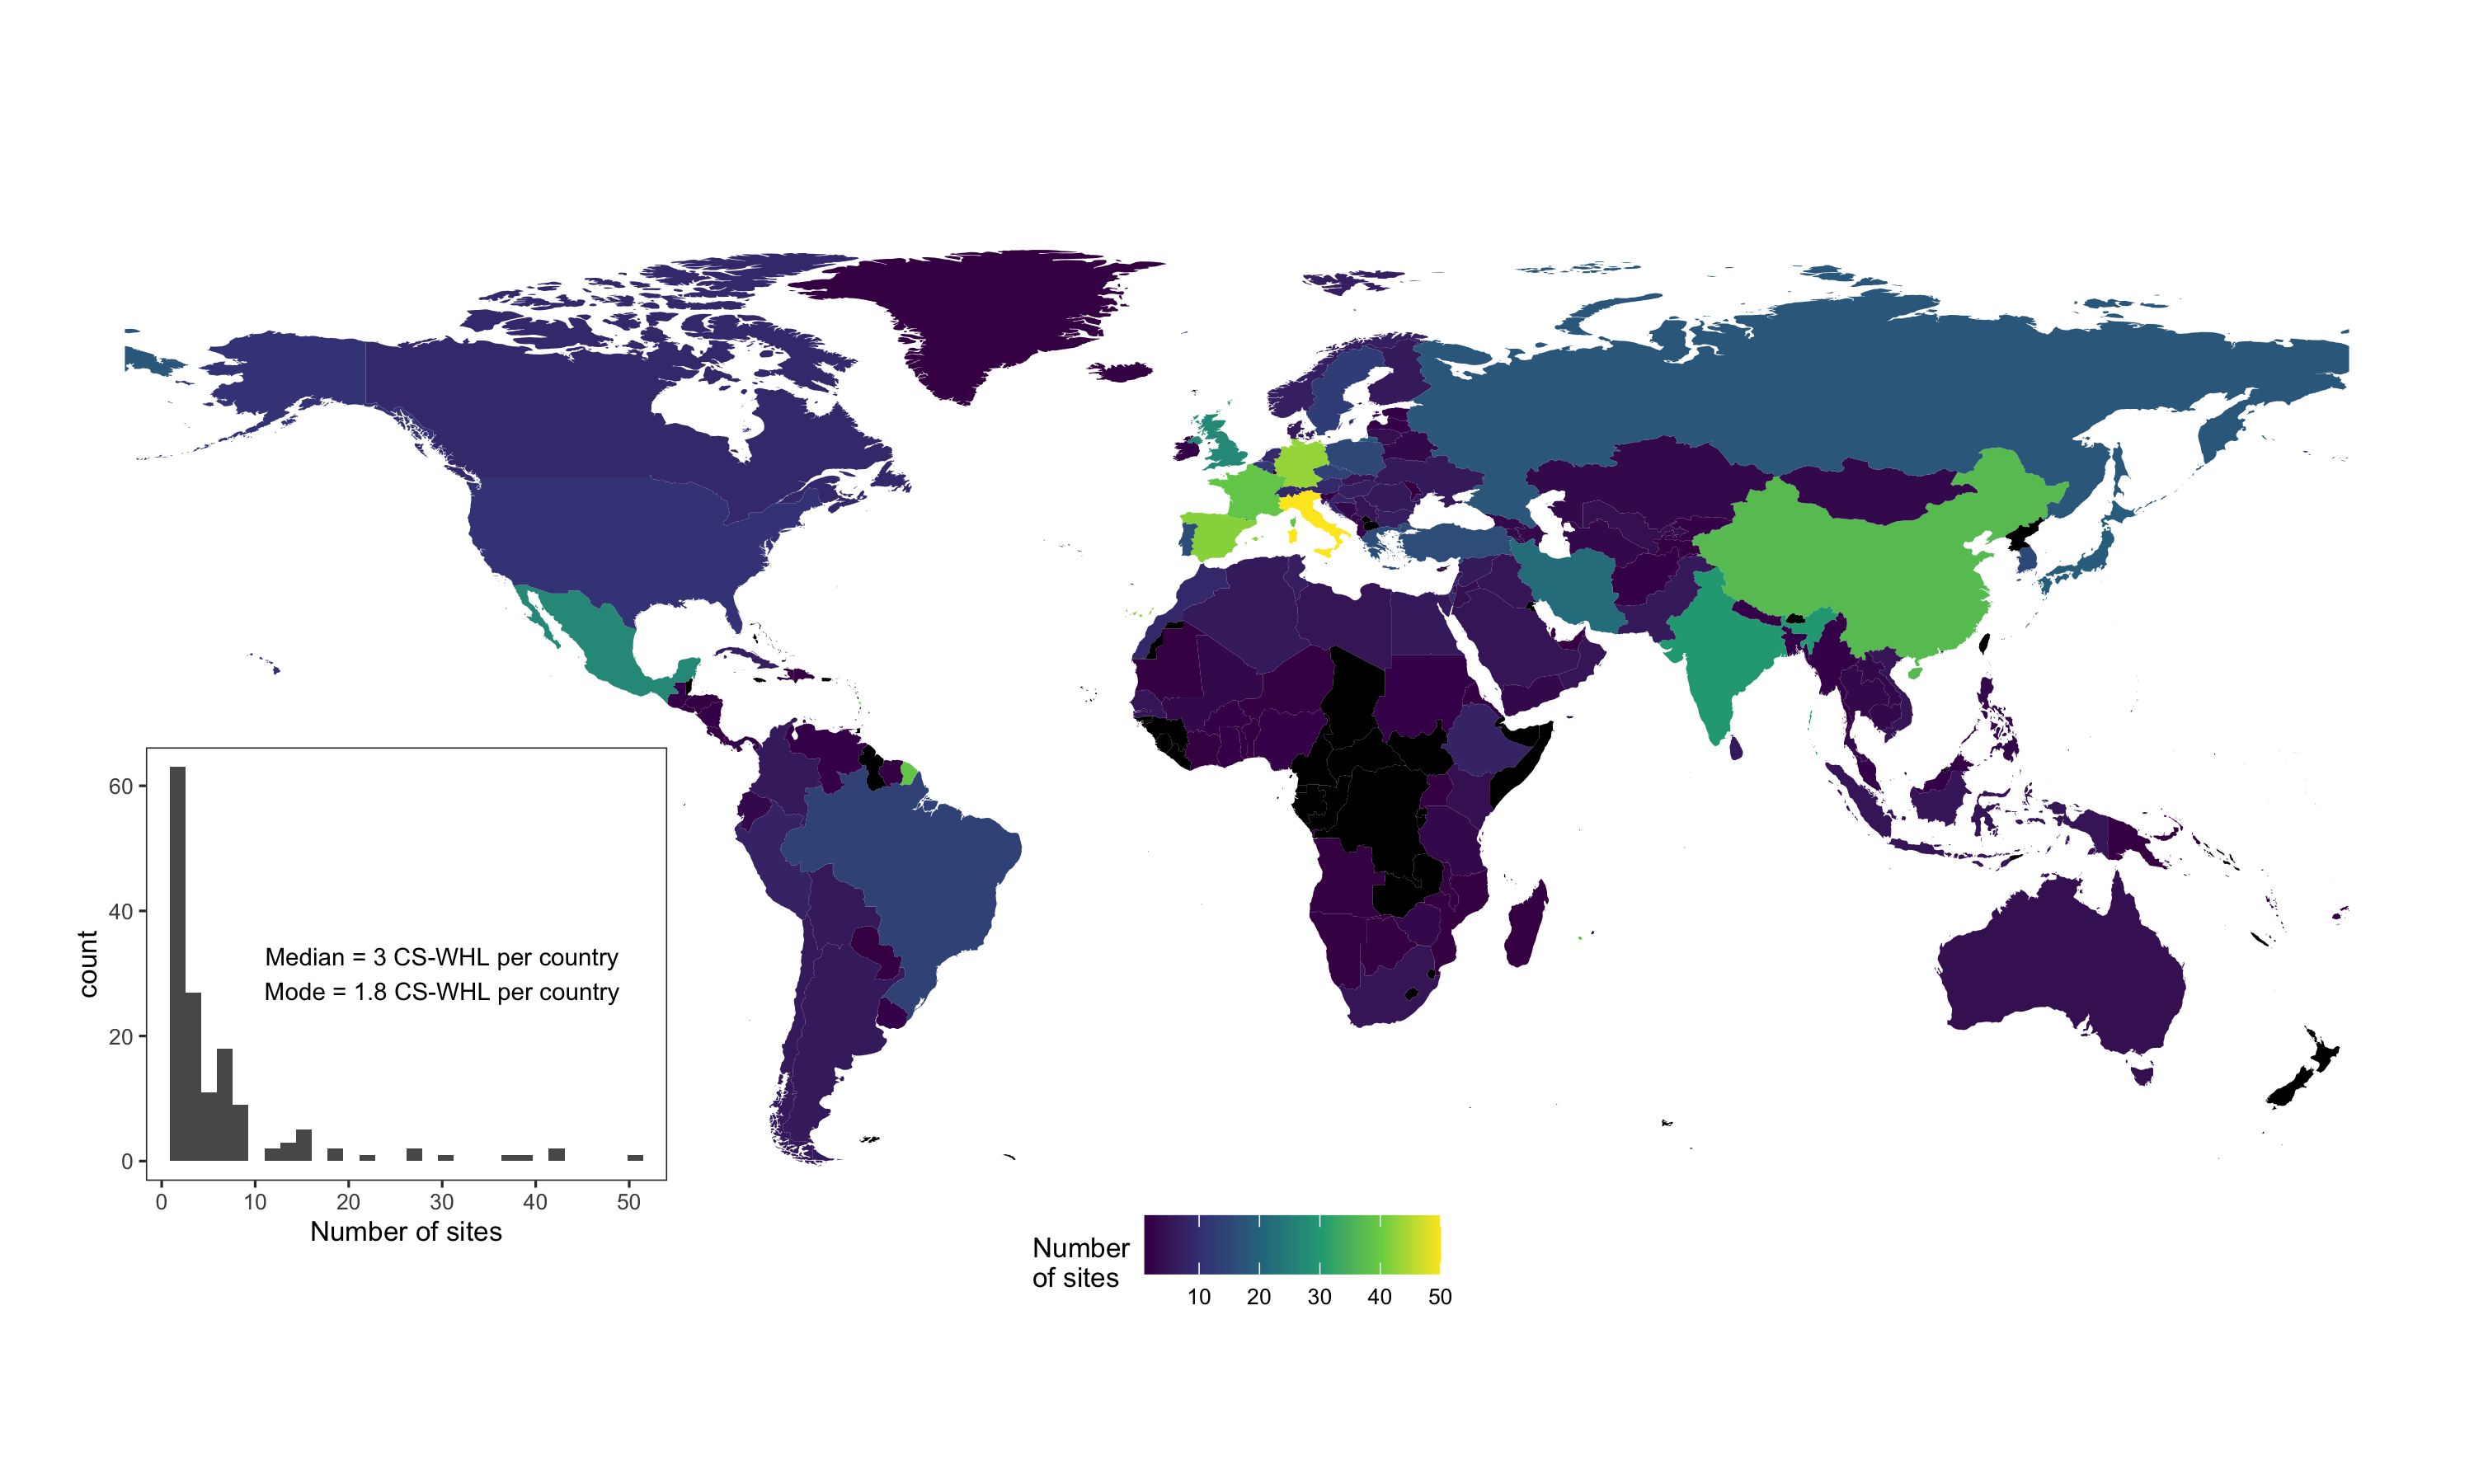 60
40
20
0
count
Median = 3 CS-WHL per country
Mode = 1.8 CS-WHL per country
0 10 20 30 40 50
Number of sites
Number
of sites
10 20 30 40 50